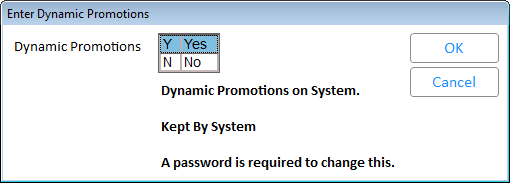 Enter Dynamic Promotions
Dynamic Promotions
Y Yes
N No
OK
Cancel
Dynamic Promotions on System.
Kept By System
A password is required to change this.